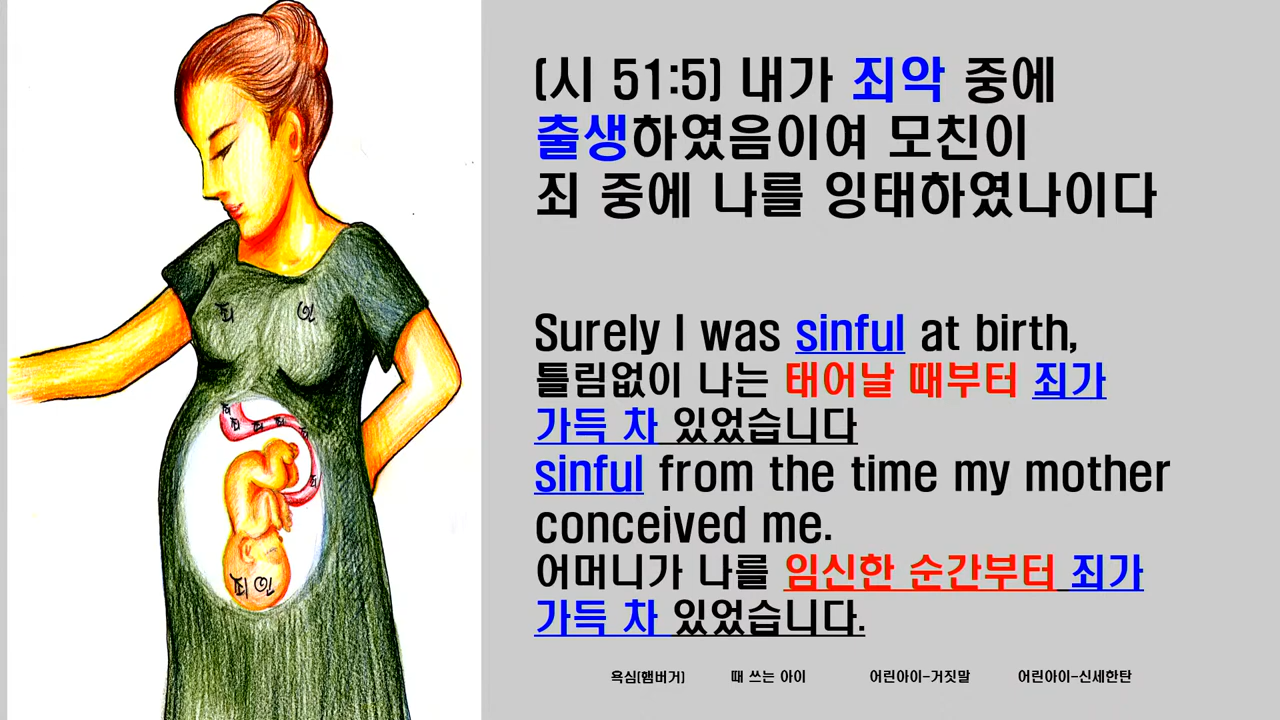 (시 51:5) 내가 죄악 중에
출생하였음이여 모친이
죄 중에 나를 잉태하였나이다
Surely I was sinful at birth,
틀림없이 나는 태어날 때부터 죄가
가득 차 있었습니다
sinful from the time my mother
conceived me.
어머니가 나를 임신한 순간부터 죄가
가득 차 있었습니다.
욕심(햄버거) 때 쓰는 아이 어린아이-거짓말 어린아이-신세한탄
죄 인
죄 인